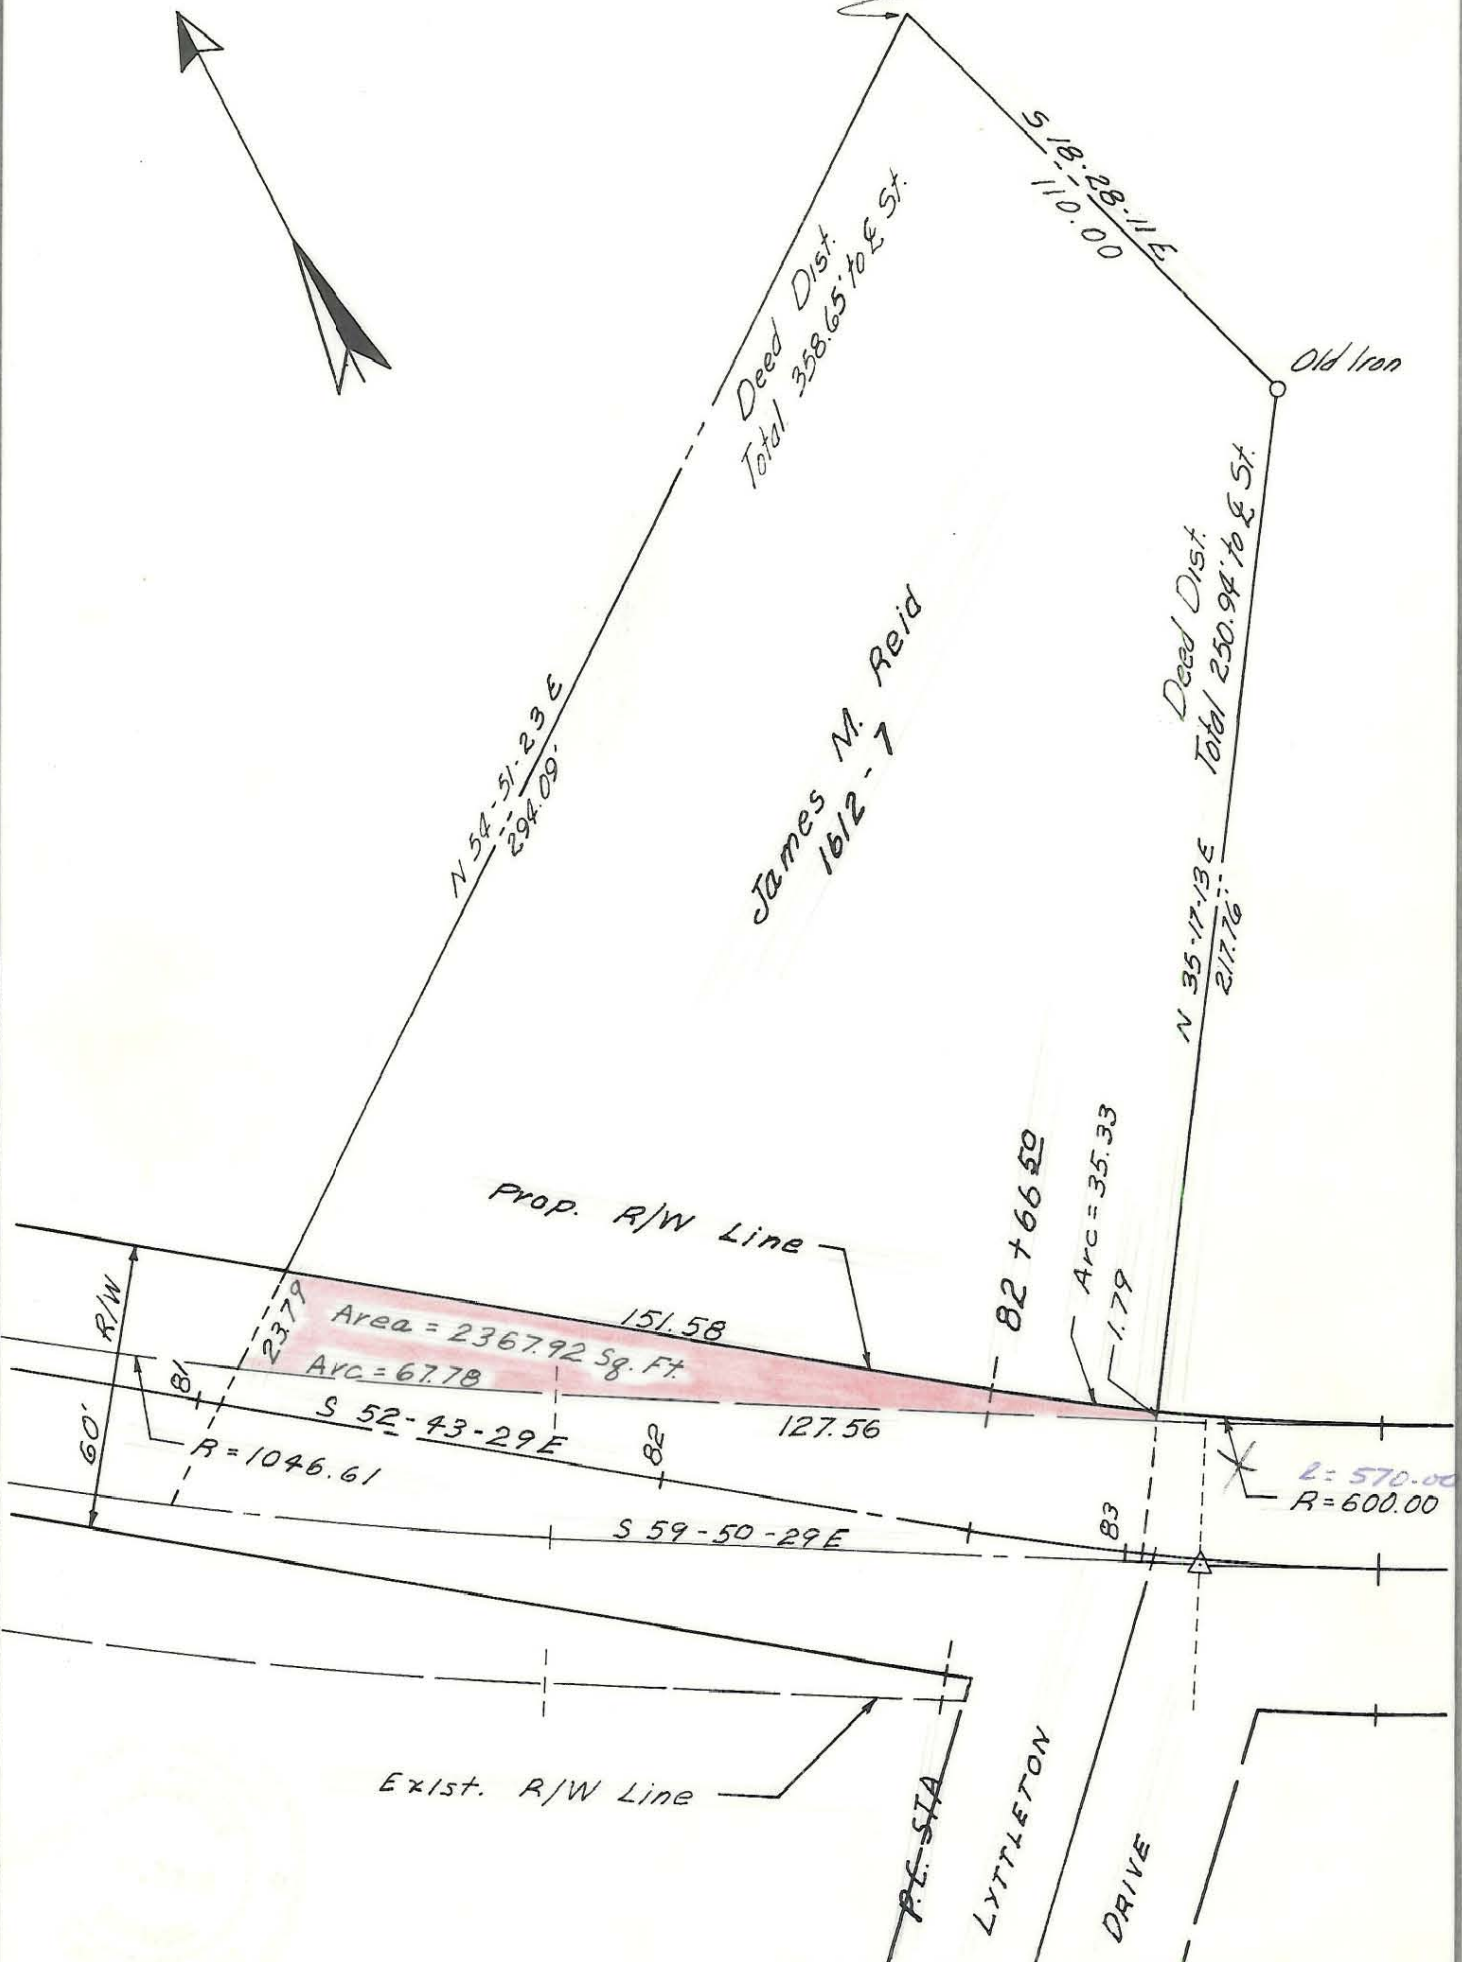 S 18-28-11 E
110.00
Old Iron
Deed Dist.
Total 358.65' to ℄ St.
Deed Dist.
Total 250.94' to ℄ St.
N 54-51-23 E
294.09'
James M. Reid
1612-7
N 35-17-13 E
217.76'
Prop. R/W Line
82 + 66 50
Arc = 35.33
1.79
R/W
60'
23.79
151.58
Area = 2367.92 Sq. Ft.
Arc = 67.78
81
S 52-43-29 E
127.56
82
R = 1046.61
83
R = 570.00
R = 600.00
S 59-50-29 E
Exist. R/W Line
P.C. STA
LYTTLETON
DRIVE